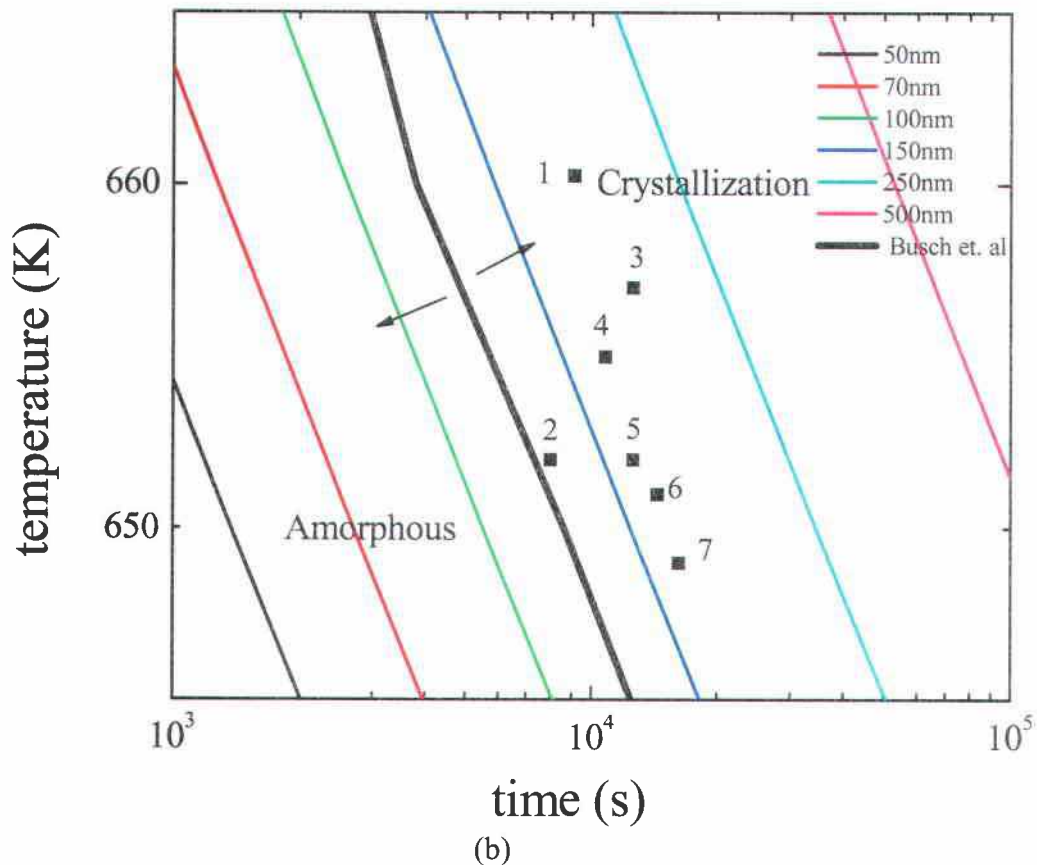 50nm
70nm
100nm
150nm
250nm
500nm
Busch et. al
660
1
Crystallization
3
4
2
5
6
650
Amorphous
7
10³
10⁴
10⁵
temperature (K)
time (s)
(b)